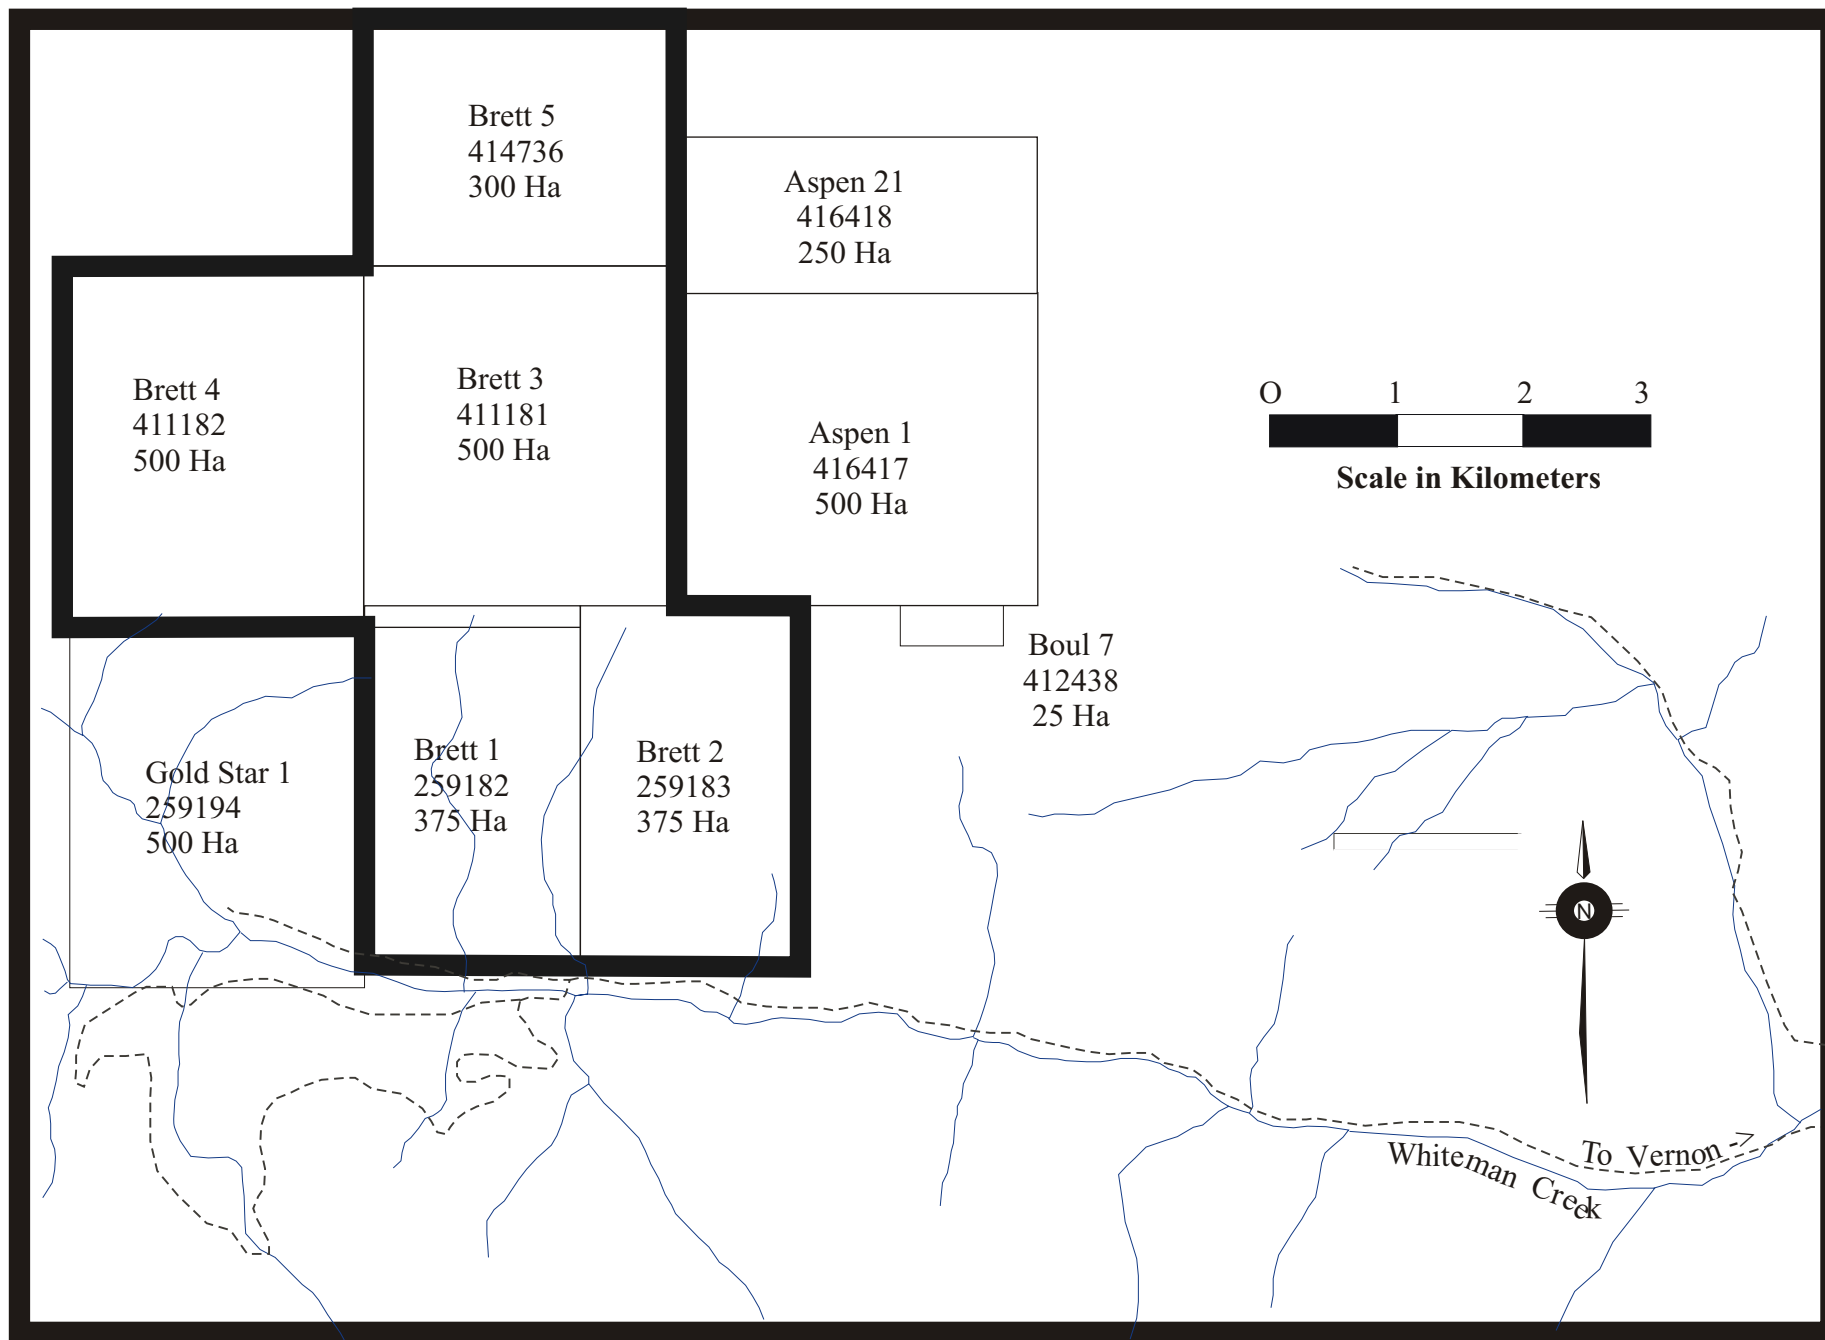 Brett 5
414736
300 Ha
Aspen 21
416418
250 Ha
Brett 4
411182
500 Ha
Brett 3
411181
500 Ha
Aspen 1
416417
500 Ha
O 1 2 3
Scale in Kilometers
Boul 7
412438
25 Ha
Gold Star 1
259194
500 Ha
Brett 1
259182
375 Ha
Brett 2
259183
375 Ha
N
To Vernon
Whiteman Creek